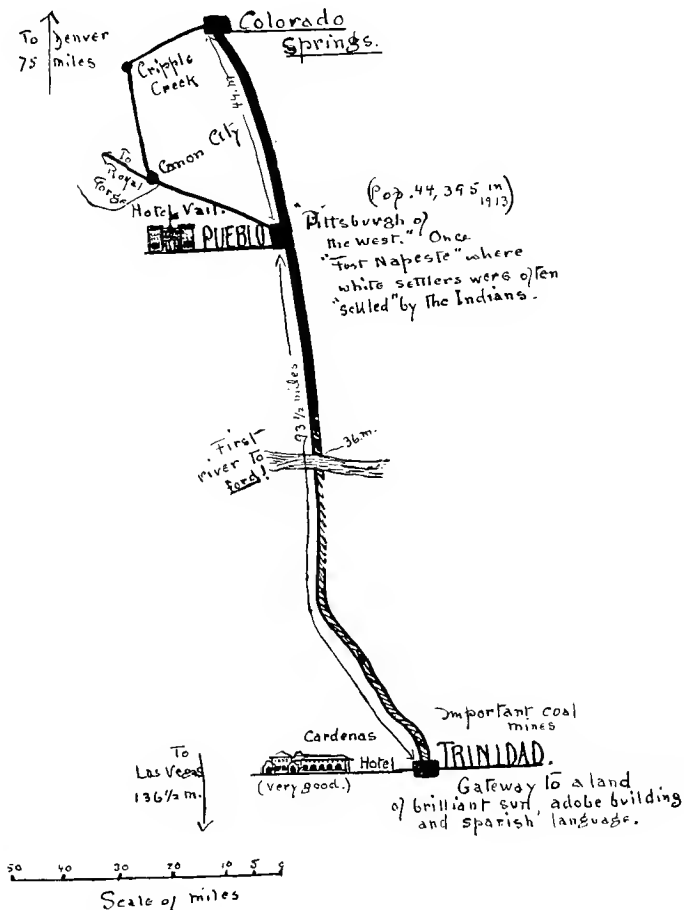 To Denver
75 miles
Colorado
Springs.
Cripple
Creek
44 m
Canon City
To
Royal
Gorge
Hotel Vail.
PUEBLO
(Pop. 44,395 in
1913)
"Pittsburgh of
the west." Once
"Fort Napeste" where
white settlers were often
"settled" by the Indians.
93½ miles
36 m.
First
river to
ford!
Important coal
mines
TRINIDAD.
Cardenas
Hotel
(very good.)
Gateway to a land
of brilliant sun, adobe building
and spanish language.
To
Las Vegas
136½ m.
50 40 30 20 10 5 0
Scale of miles